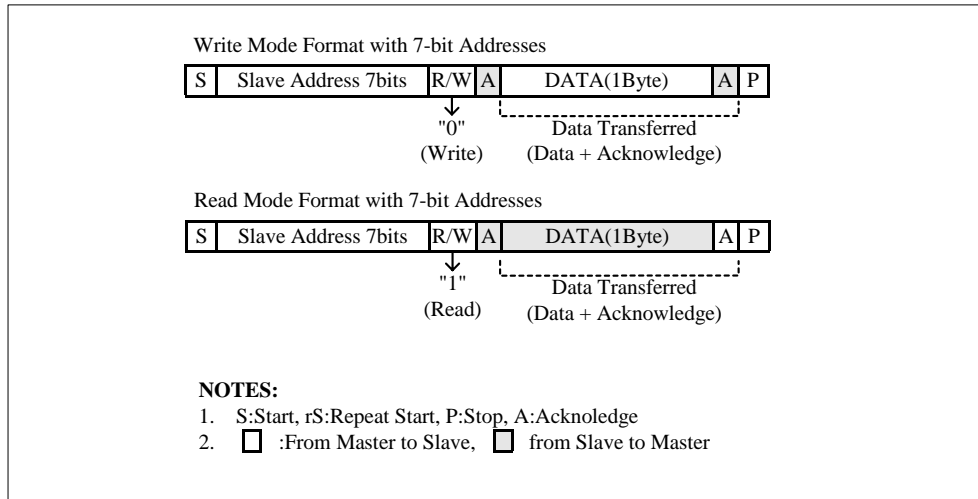 Write Mode Format with 7-bit Addresses
S Slave Address 7bits R/W A DATA(1Byte) A P
"0" Data Transferred
(Write) (Data + Acknowledge)
Read Mode Format with 7-bit Addresses
S Slave Address 7bits R/W A DATA(1Byte) A P
"1" Data Transferred
(Read) (Data + Acknowledge)
NOTES:
1. S:Start, rS:Repeat Start, P:Stop, A:Acknoledge
2. :From Master to Slave, from Slave to Master